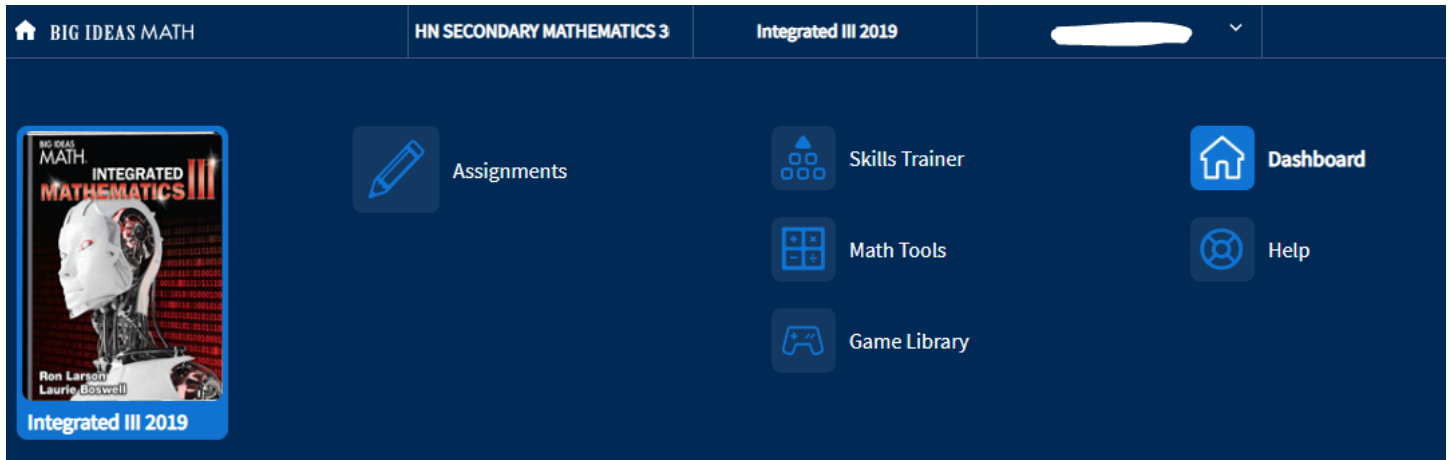 BIG IDEAS MATH
HN SECONDARY MATHEMATICS 3
Integrated III 2019
BIG IDEAS
MATH
INTEGRATED
MATHEMATICS III
Ron Larson
Laurie Boswell
Integrated III 2019
Assignments
Skills Trainer
Math Tools
Game Library
Dashboard
Help